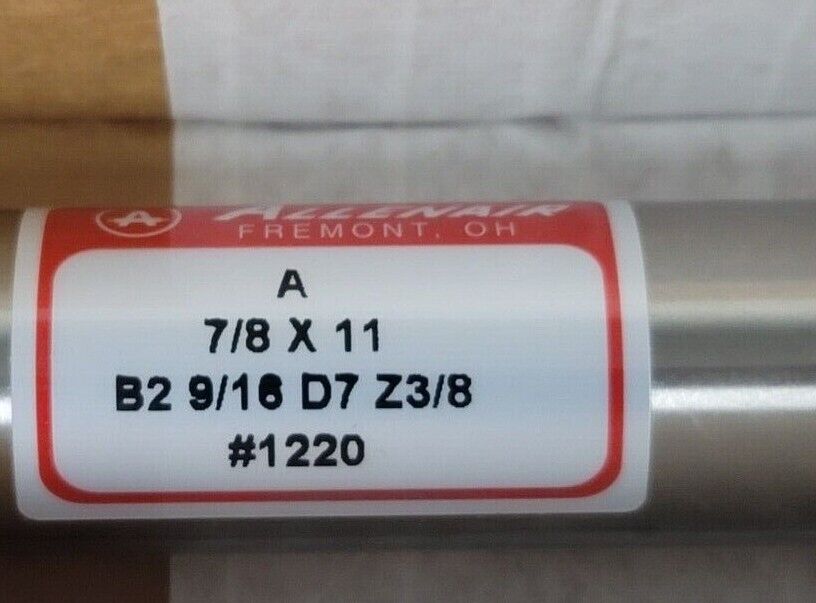 A ALLENAIR
FREMONT, OH
A
7/8 X 11
B2 9/16 D7 Z3/8
#1220